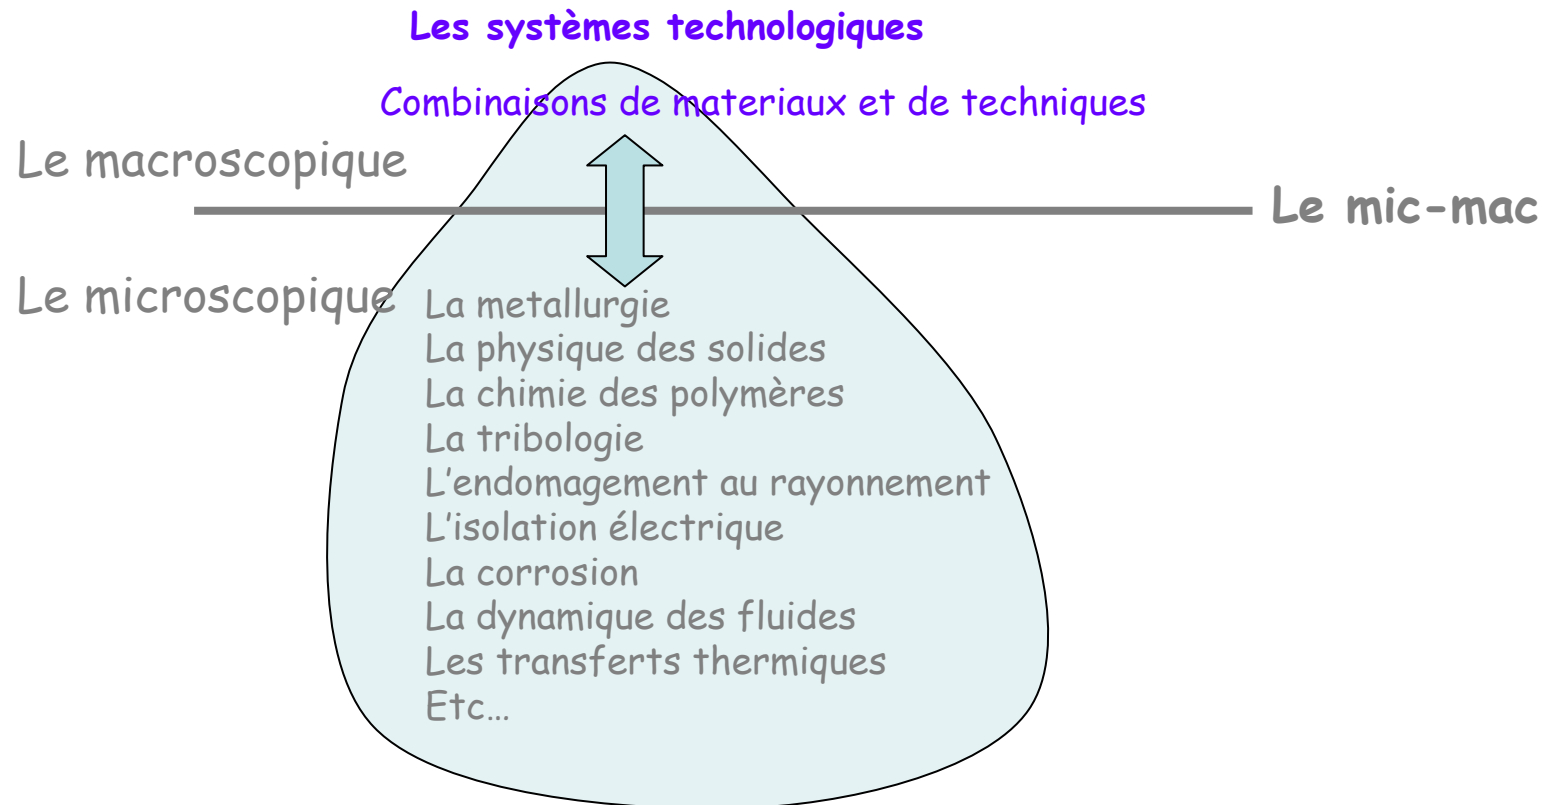 Les systèmes technologiques
Combinaisons de materiaux et de techniques
Le macroscopique
Le mic-mac
Le microscopique
La metallurgie
La physique des solides
La chimie des polymères
La tribologie
L'endomagement au rayonnement
L'isolation électrique
La corrosion
La dynamique des fluides
Les transferts thermiques
Etc…